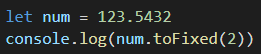 let num = 123.5432
console.log(num.toFixed(2))